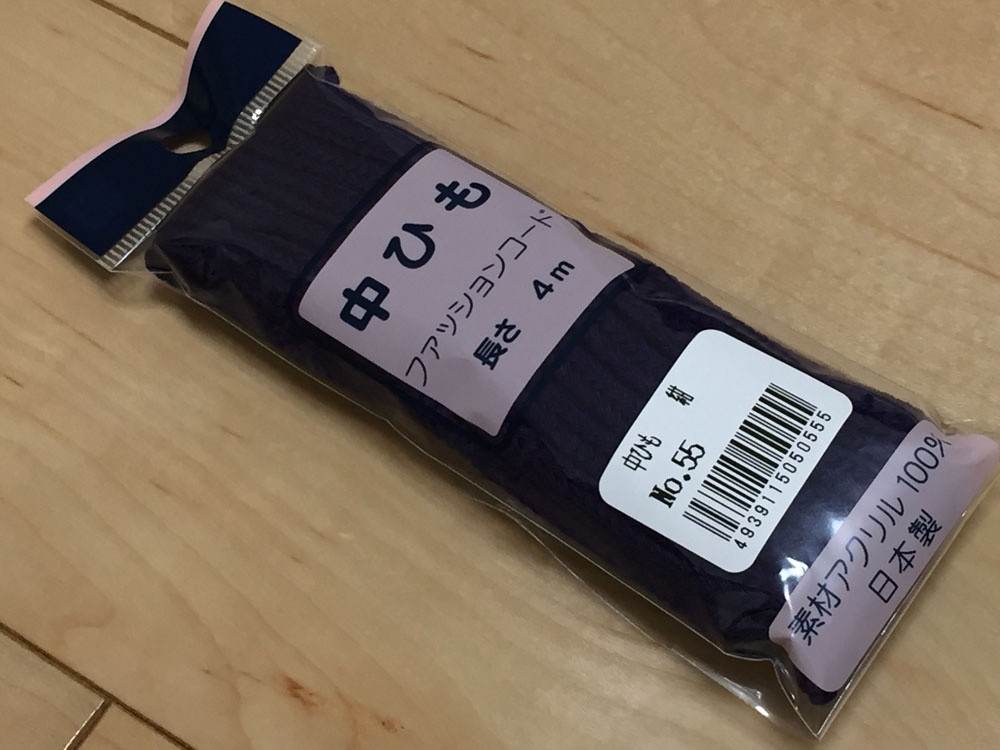 中ひも
ファッションコード
長さ 4m
中ひも 紺
No.55
4939115050555
素材アクリル100%
日本製